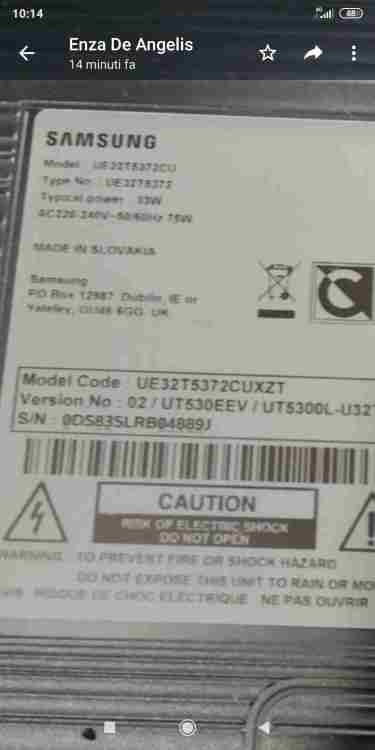 10:14
68
Enza De Angelis
14 minuti fa
SAMSUNG
Model : UE32T5372CU
Type No : UE32T5372
Typical power : 33W
AC220-240V~50/60Hz 75W
MADE IN SLOVAKIA
Samsung
PO Box 12987, Dublin, IE or
Yateley, GU46 6GG, UK
Model Code : UE32T5372CUXZT
Version No : 02 / UT530EEV / UT5300L-U32T
S/N : 0DS83SLRB04889J
CAUTION
RISK OF ELECTRIC SHOCK
DO NOT OPEN
WARNING: TO PREVENT FIRE OR SHOCK HAZARD
DO NOT EXPOSE THIS UNIT TO RAIN OR MO
AVIS RISQUE DE CHOC ELECTRIQUE NE PAS OUVRIR